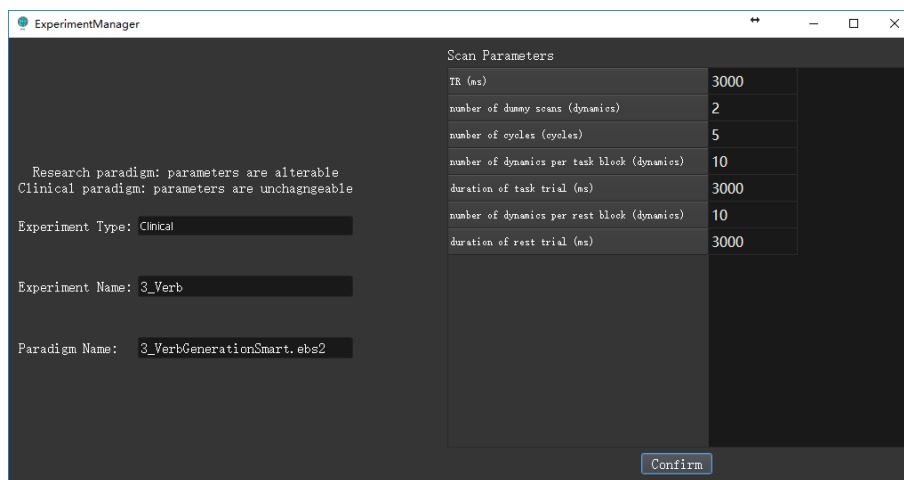 ExperimentManager
Research paradigm: parameters are alterable
Clinical paradigm: parameters are unchagngeable
Experiment Type: Clinical
Experiment Name: 3_Verb
Paradigm Name: 3_VerbGenerationSmart.ebs2
Scan Parameters
TR (ms) 3000
number of dummy scans (dynamics) 2
number of cycles (cycles) 5
number of dynamics per task block (dynamics) 10
duration of task trial (ms) 3000
number of dynamics per rest block (dynamics) 10
duration of rest trial (ms) 3000
Confirm